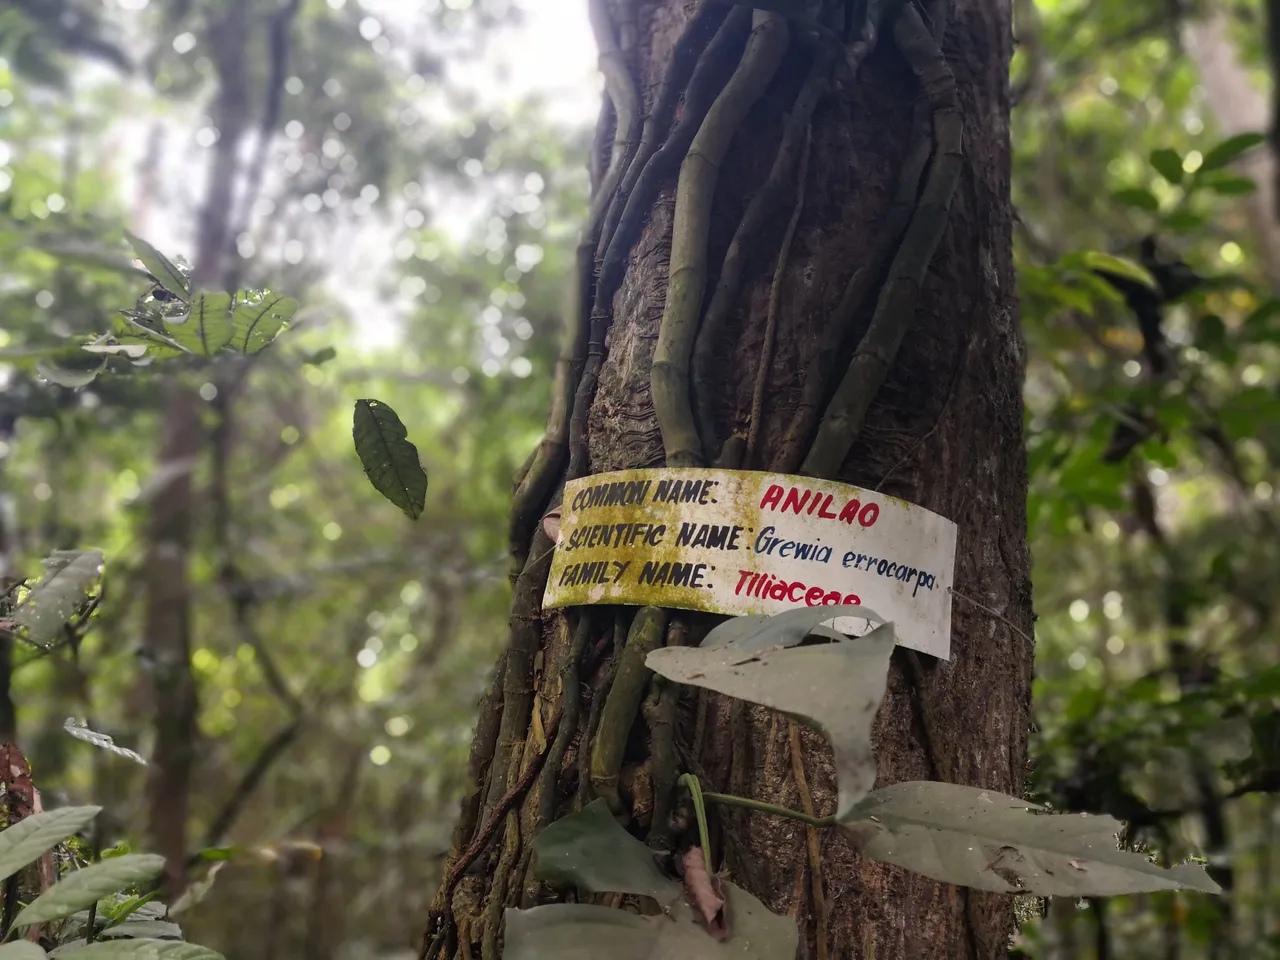 COMMON NAME: ANILAO
SCIENTIFIC NAME: Grewia errocarpa.
FAMILY NAME: Tiliaceae